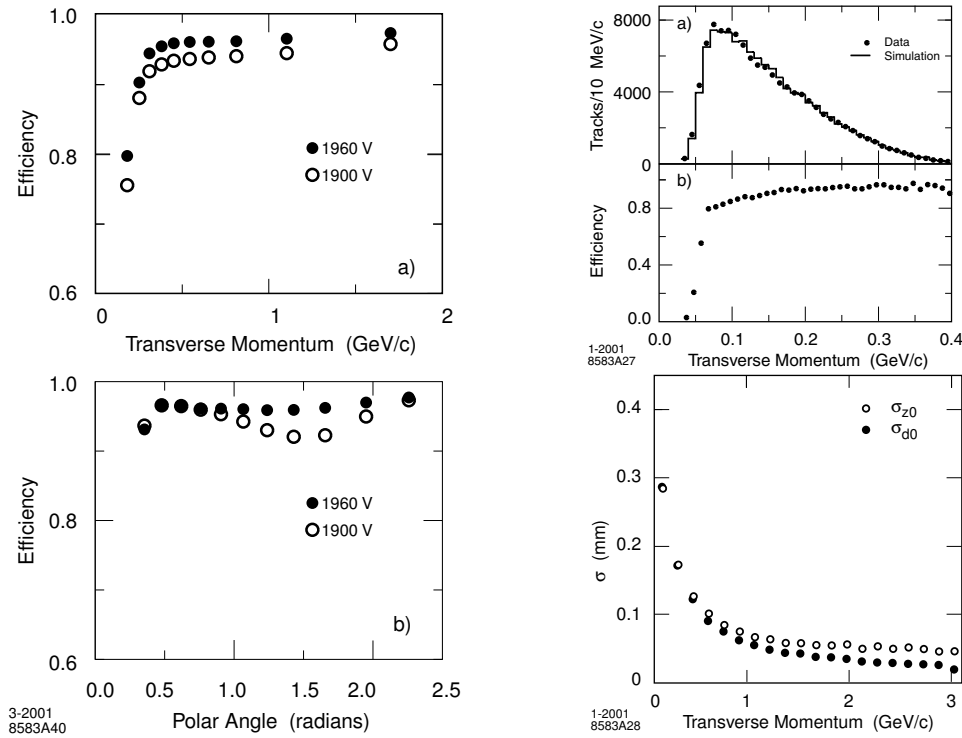 1.0
0.8
0.6
Efficiency
1960 V
1900 V
a)
0
1
2
Transverse Momentum (GeV/c)
1.0
0.8
0.6
Efficiency
1960 V
1900 V
b)
0.0
0.5
1.0
1.5
2.0
2.5
Polar Angle (radians)
3-2001
8583A40
8000
4000
0
Tracks/10 MeV/c
a)
Data
Simulation
0.8
0.4
0.0
Efficiency
b)
0.0
0.1
0.2
0.3
0.4
1-2001
8583A27
Transverse Momentum (GeV/c)
0.4
0.3
0.2
0.1
0
σ (mm)
σz0
σd0
0
1
2
3
1-2001
8583A28
Transverse Momentum (GeV/c)